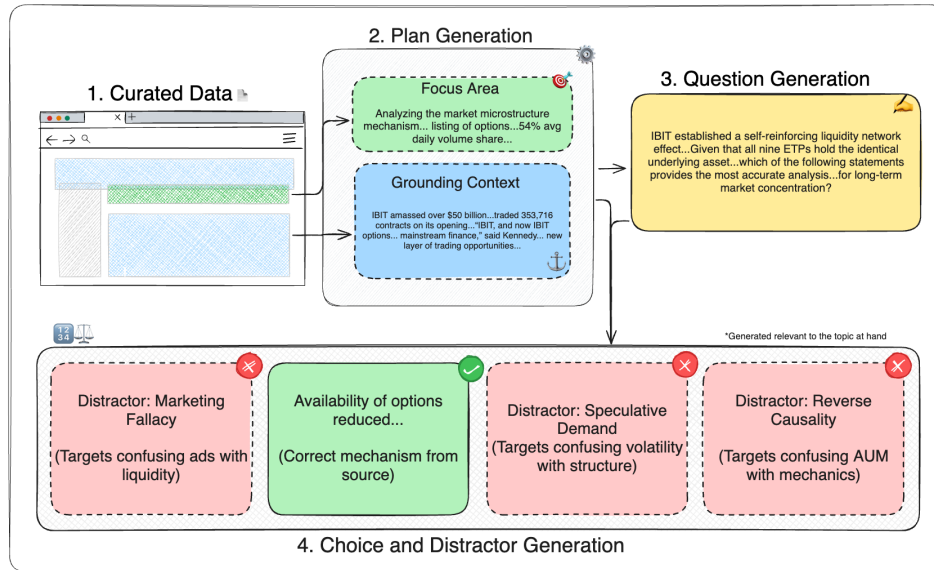 1. Curated Data
2. Plan Generation
Focus Area
Analyzing the market microstructure
mechanism... listing of options...54% avg
daily volume share...
Grounding Context
IBIT amassed over $50 billion...traded 353,716
contracts on its opening..."IBIT, and now IBIT
options... mainstream finance," said Kennedy... new
layer of trading opportunities...
3. Question Generation
IBIT established a self-reinforcing liquidity network
effect...Given that all nine ETPs hold the identical
underlying asset...which of the following statements
provides the most accurate analysis...for long-term
market concentration?
1 2
3 4
*Generated relevant to the topic at hand
Distractor: Marketing
Fallacy
(Targets confusing ads with
liquidity)
Availability of options
reduced...
(Correct mechanism from
source)
Distractor: Speculative
Demand
(Targets confusing volatility
with structure)
Distractor: Reverse
Causality
(Targets confusing AUM
with mechanics)
4. Choice and Distractor Generation